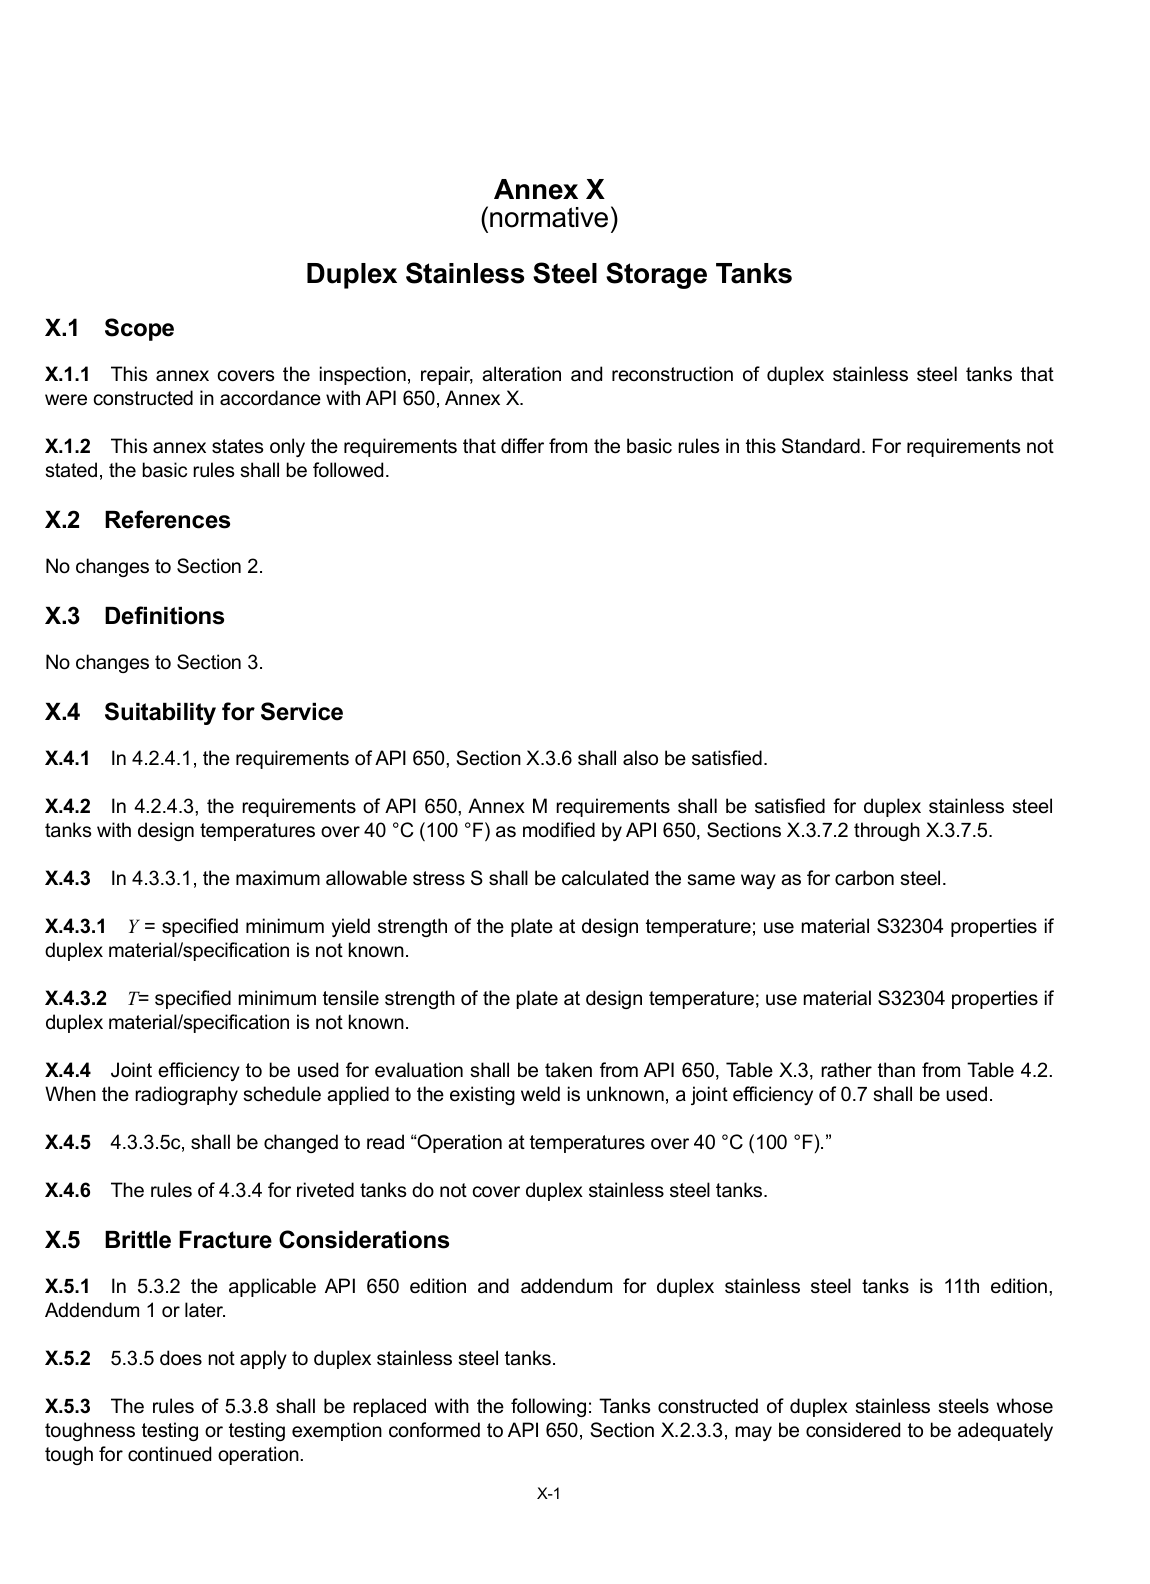 Annex X
(normative)
Duplex Stainless Steel Storage Tanks
X.1 Scope
X.1.1 This annex covers the inspection, repair, alteration and reconstruction of duplex stainless steel tanks that
were constructed in accordance with API 650, Annex X.
X.1.2 This annex states only the requirements that differ from the basic rules in this Standard. For requirements not
stated, the basic rules shall be followed.
X.2 References
No changes to Section 2.
X.3 Definitions
No changes to Section 3.
X.4 Suitability for Service
X.4.1 In 4.2.4.1, the requirements of API 650, Section X.3.6 shall also be satisfied.
X.4.2 In 4.2.4.3, the requirements of API 650, Annex M requirements shall be satisfied for duplex stainless steel
tanks with design temperatures over 40 °C (100 °F) as modified by API 650, Sections X.3.7.2 through X.3.7.5.
X.4.3 In 4.3.3.1, the maximum allowable stress S shall be calculated the same way as for carbon steel.
X.4.3.1 Y = specified minimum yield strength of the plate at design temperature; use material S32304 properties if
duplex material/specification is not known.
X.4.3.2 T= specified minimum tensile strength of the plate at design temperature; use material S32304 properties if
duplex material/specification is not known.
X.4.4 Joint efficiency to be used for evaluation shall be taken from API 650, Table X.3, rather than from Table 4.2.
When the radiography schedule applied to the existing weld is unknown, a joint efficiency of 0.7 shall be used.
X.4.5 4.3.3.5c, shall be changed to read “Operation at temperatures over 40 °C (100 °F).”
X.4.6 The rules of 4.3.4 for riveted tanks do not cover duplex stainless steel tanks.
X.5 Brittle Fracture Considerations
X.5.1 In 5.3.2 the applicable API 650 edition and addendum for duplex stainless steel tanks is 11th edition,
Addendum 1 or later.
X.5.2 5.3.5 does not apply to duplex stainless steel tanks.
X.5.3 The rules of 5.3.8 shall be replaced with the following: Tanks constructed of duplex stainless steels whose
toughness testing or testing exemption conformed to API 650, Section X.2.3.3, may be considered to be adequately
tough for continued operation.
X-1